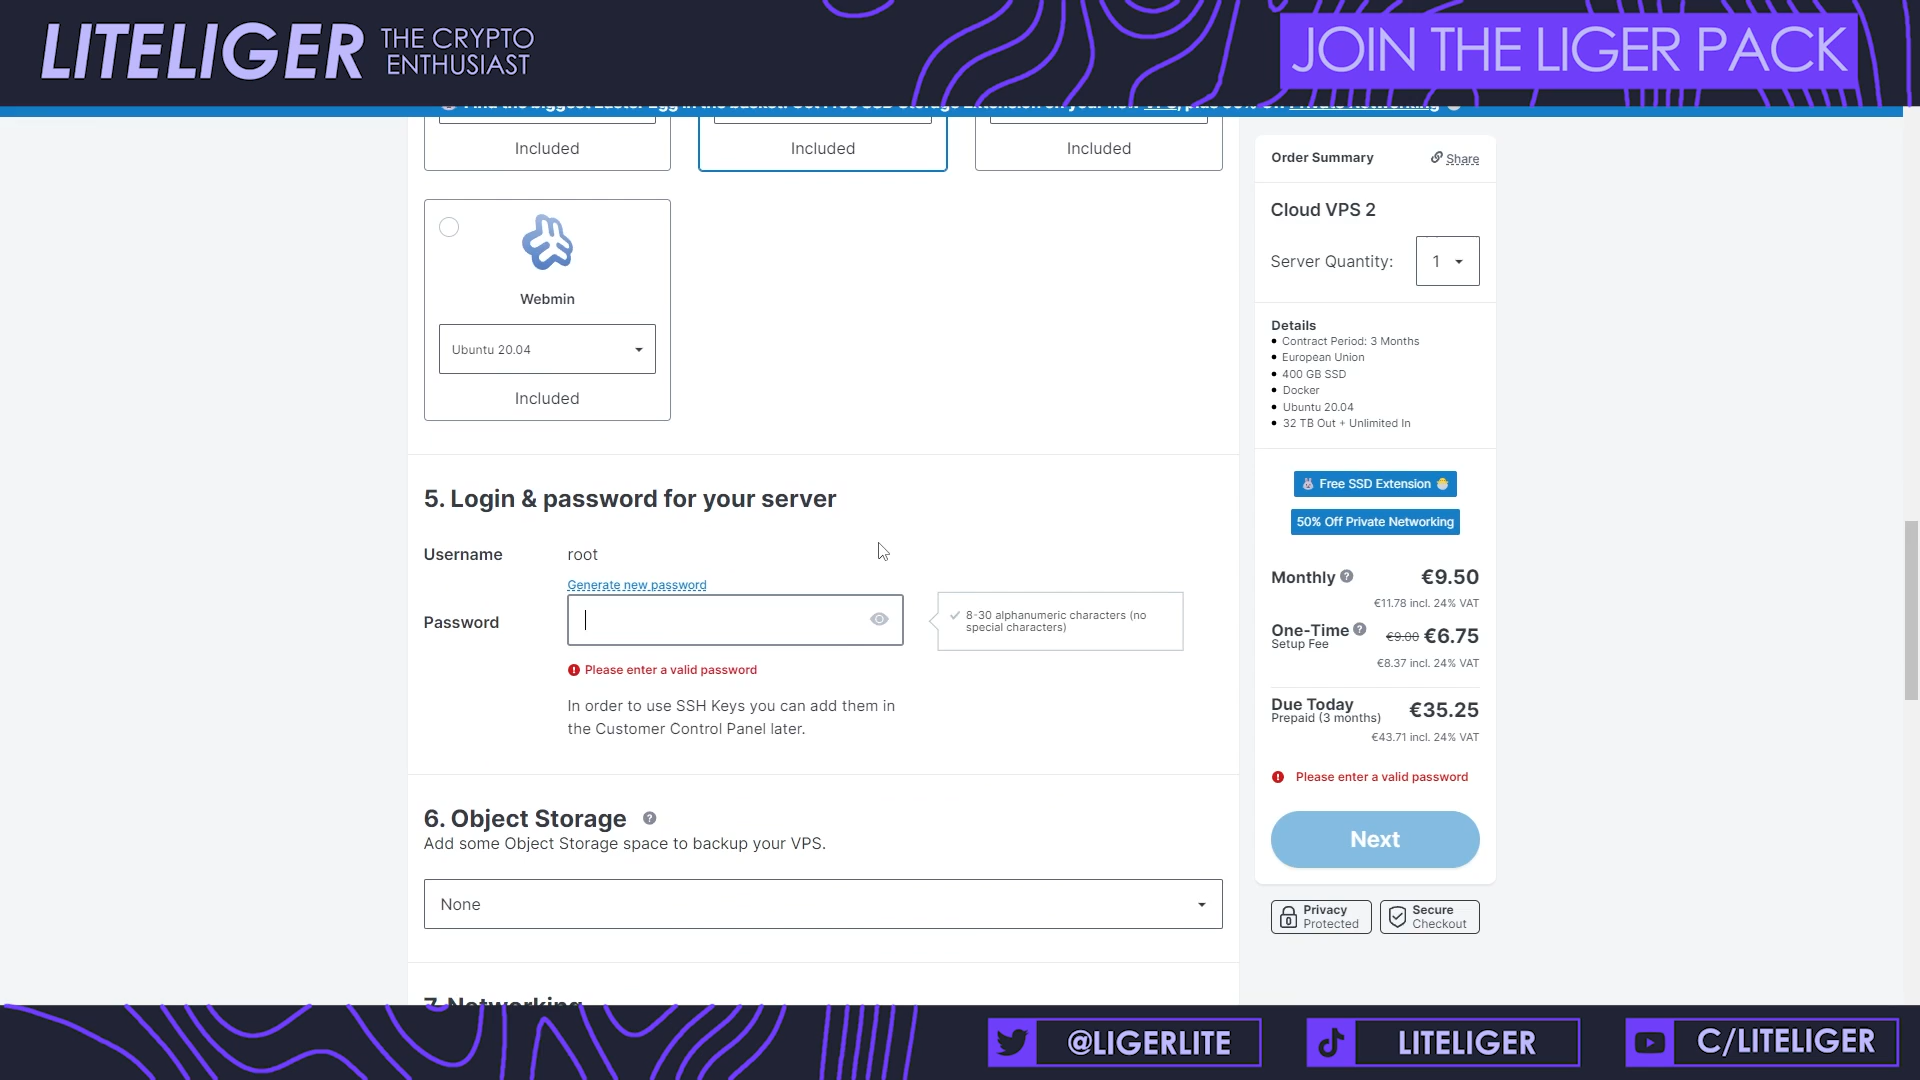 LITELIGER THE CRYPTO ENTHUSIAST
JOIN THE LIGER PACK
Included
Included
Included
Webmin
Ubuntu 20.04
Included
5. Login & password for your server
Username root
Generate new password
Password
8-30 alphanumeric characters (no
special characters)
Please enter a valid password
In order to use SSH Keys you can add them in
the Customer Control Panel later.
6. Object Storage ?
Add some Object Storage space to backup your VPS.
None
7. Networking
Order Summary Share
Cloud VPS 2
Server Quantity: 1
Details
Contract Period: 3 Months
European Union
400 GB SSD
Docker
Ubuntu 20.04
32 TB Out + Unlimited In
Free SSD Extension
50% Off Private Networking
Monthly ? €9.50
€11.78 incl. 24% VAT
One-Time ? €9.00 €6.75
Setup Fee
€8.37 incl. 24% VAT
Due Today €35.25
Prepaid (3 months)
€43.71 incl. 24% VAT
Please enter a valid password
Next
Privacy
Protected
Secure
Checkout
@LIGERLITE
LITELIGER
C/LITELIGER